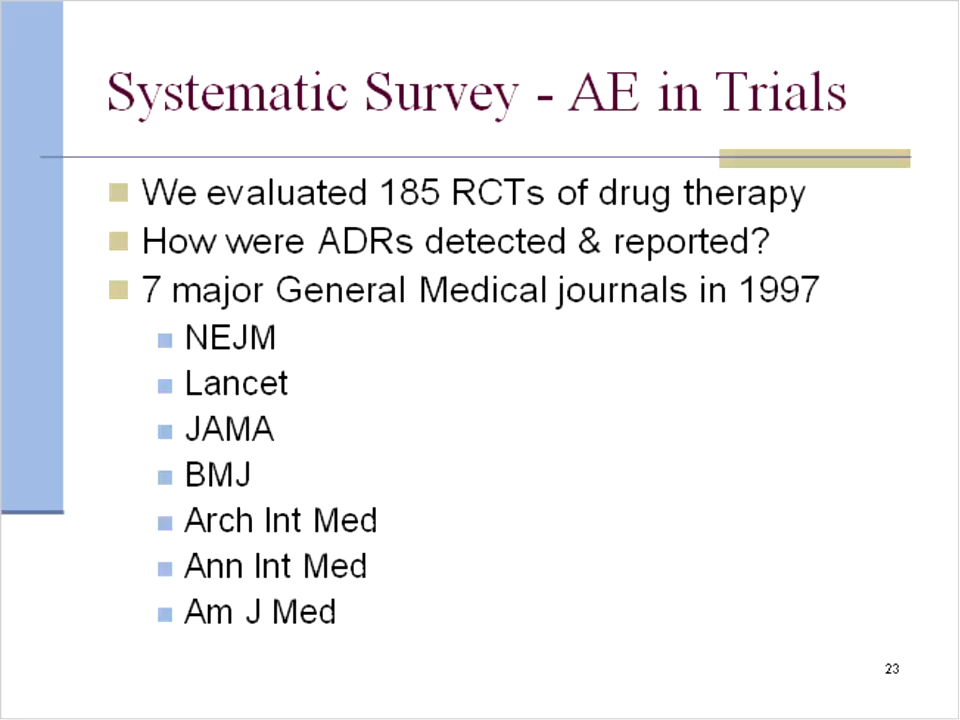 Systematic Survey - AE in Trials
We evaluated 185 RCTs of drug therapy
How were ADRs detected & reported?
7 major General Medical journals in 1997
NEJM
Lancet
JAMA
BMJ
Arch Int Med
Ann Int Med
Am J Med
23